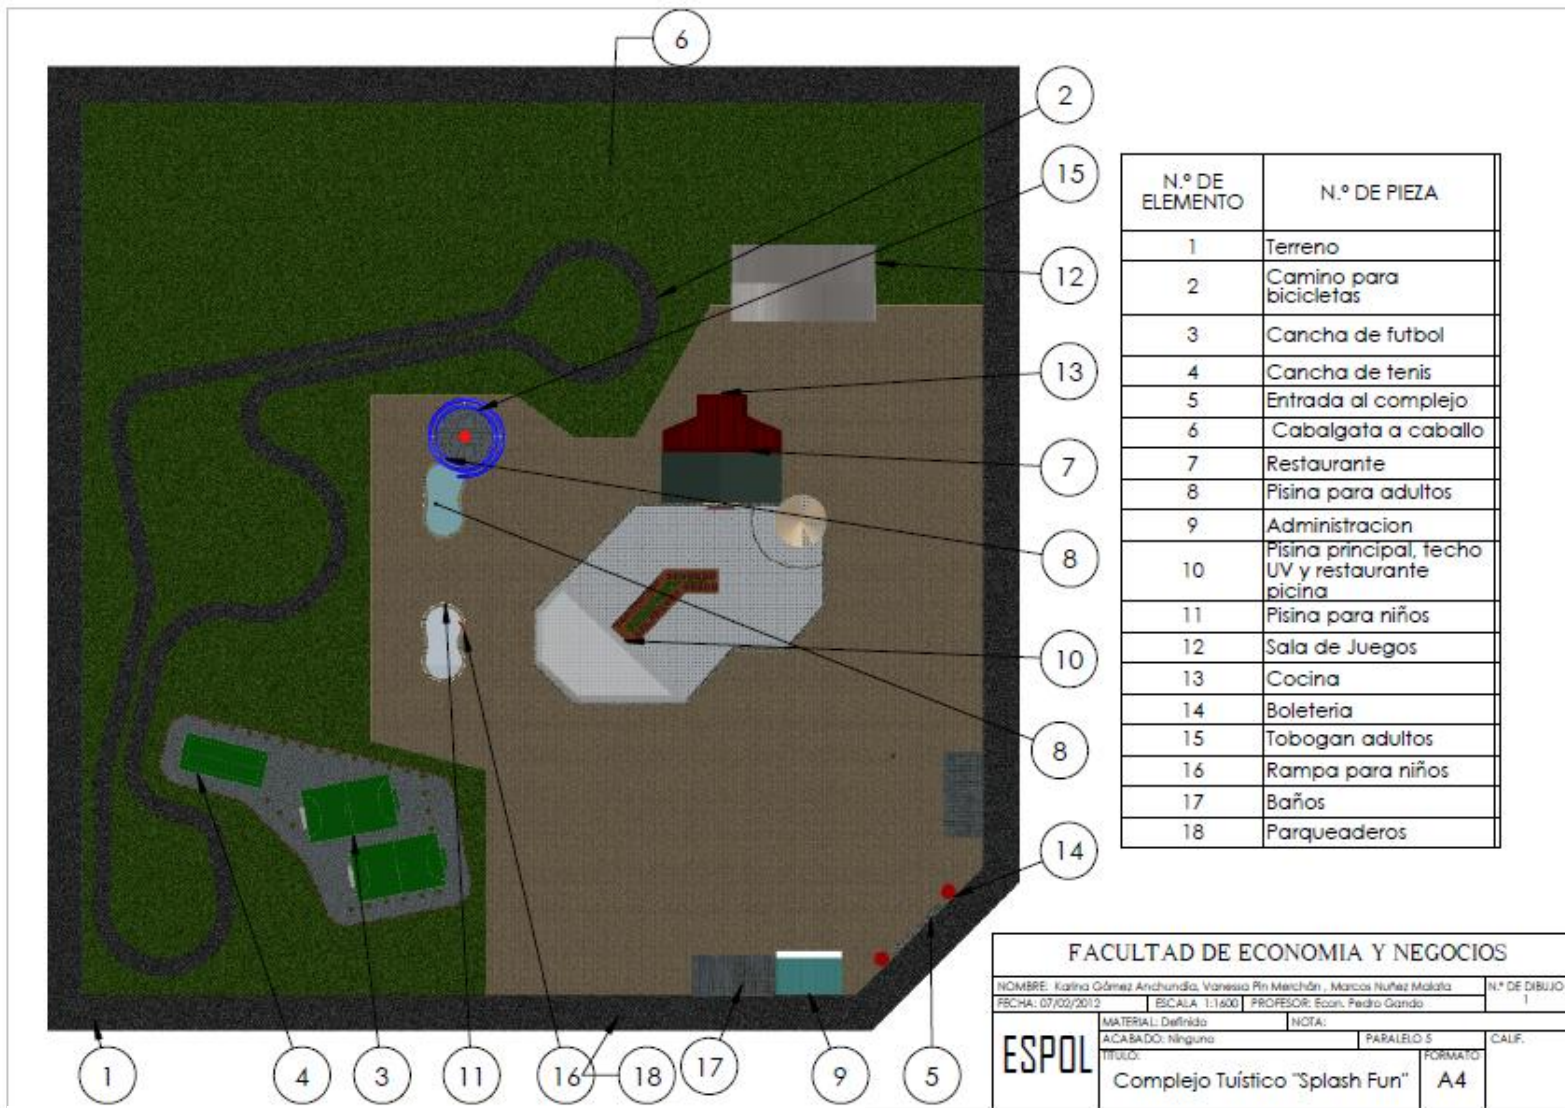 6
2
15
12
13
7
8
10
8
14
1
4
3
11
16
18
17
9
5
N.º DE ELEMENTO N.º DE PIEZA
1 Terreno
2 Camino para
bicicletas
3 Cancha de futbol
4 Cancha de tenis
5 Entrada al complejo
6 Cabalgata a caballo
7 Restaurante
8 Pisina para adultos
9 Administracion
10 Pisina principal, techo
UV y restaurante
picina
11 Pisina para niños
12 Sala de Juegos
13 Cocina
14 Boleteria
15 Tobogan adultos
16 Rampa para niños
17 Baños
18 Parqueaderos
FACULTAD DE ECONOMIA Y NEGOCIOS
NOMBRE: Karina Gómez Anchundia, Vanessa Pin Merchán , Marcos Nuñez Malata N.º DE DIBUJO
1
FECHA: 07/02/2012 ESCALA 1:1600 PROFESOR: Econ. Pedro Gando
MATERIAL: Definido NOTA:
ACABADO: Ninguno PARALELO 5 CALIF.
ESPOL
TITULO: FORMATO
Complejo Tuístico "Splash Fun" A4